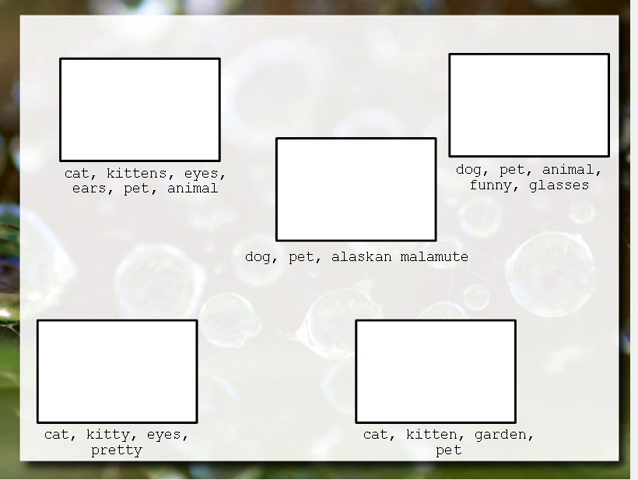 cat, kittens, eyes,
ears, pet, animal
dog, pet, animal,
funny, glasses
dog, pet, alaskan malamute
cat, kitty, eyes,
pretty
cat, kitten, garden,
pet